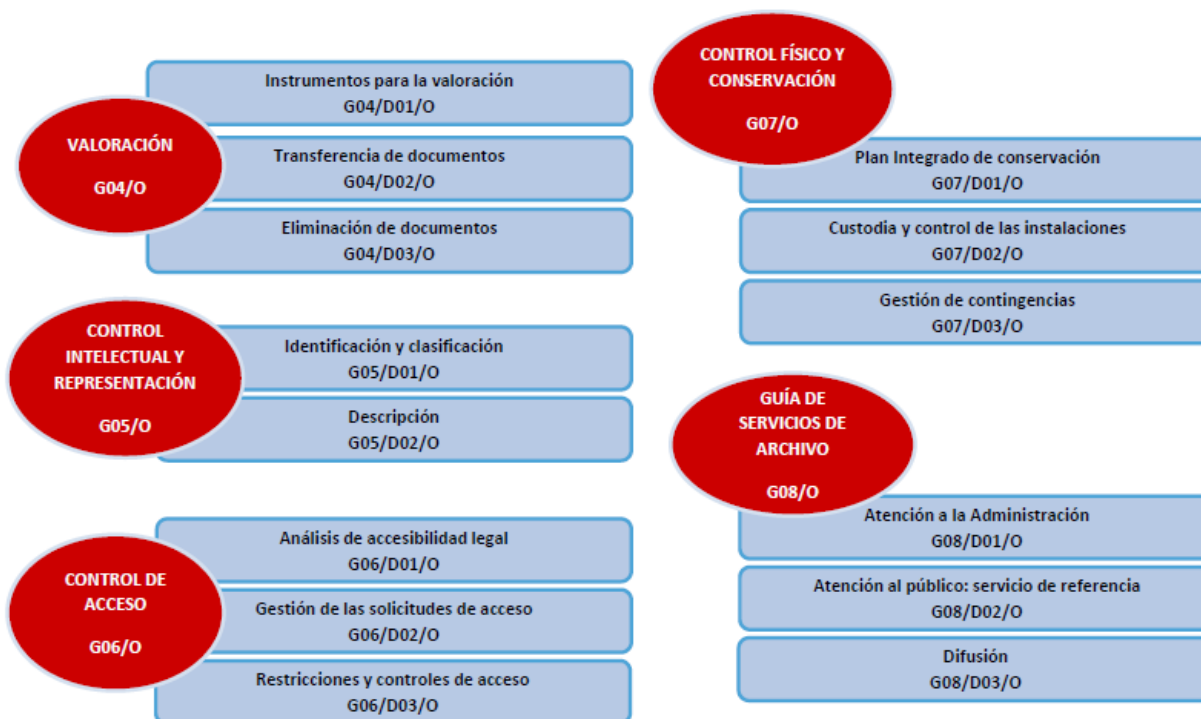 VALORACIÓN
G04/O
Instrumentos para la valoración
G04/D01/O
Transferencia de documentos
G04/D02/O
Eliminación de documentos
G04/D03/O
CONTROL
INTELECTUAL Y
REPRESENTACIÓN
G05/O
Identificación y clasificación
G05/D01/O
Descripción
G05/D02/O
CONTROL DE
ACCESO
G06/O
Análisis de accesibilidad legal
G06/D01/O
Gestión de las solicitudes de acceso
G06/D02/O
Restricciones y controles de acceso
G06/D03/O
CONTROL FÍSICO Y
CONSERVACIÓN
G07/O
Plan Integrado de conservación
G07/D01/O
Custodia y control de las instalaciones
G07/D02/O
Gestión de contingencias
G07/D03/O
GUÍA DE
SERVICIOS DE
ARCHIVO
G08/O
Atención a la Administración
G08/D01/O
Atención al público: servicio de referencia
G08/D02/O
Difusión
G08/D03/O